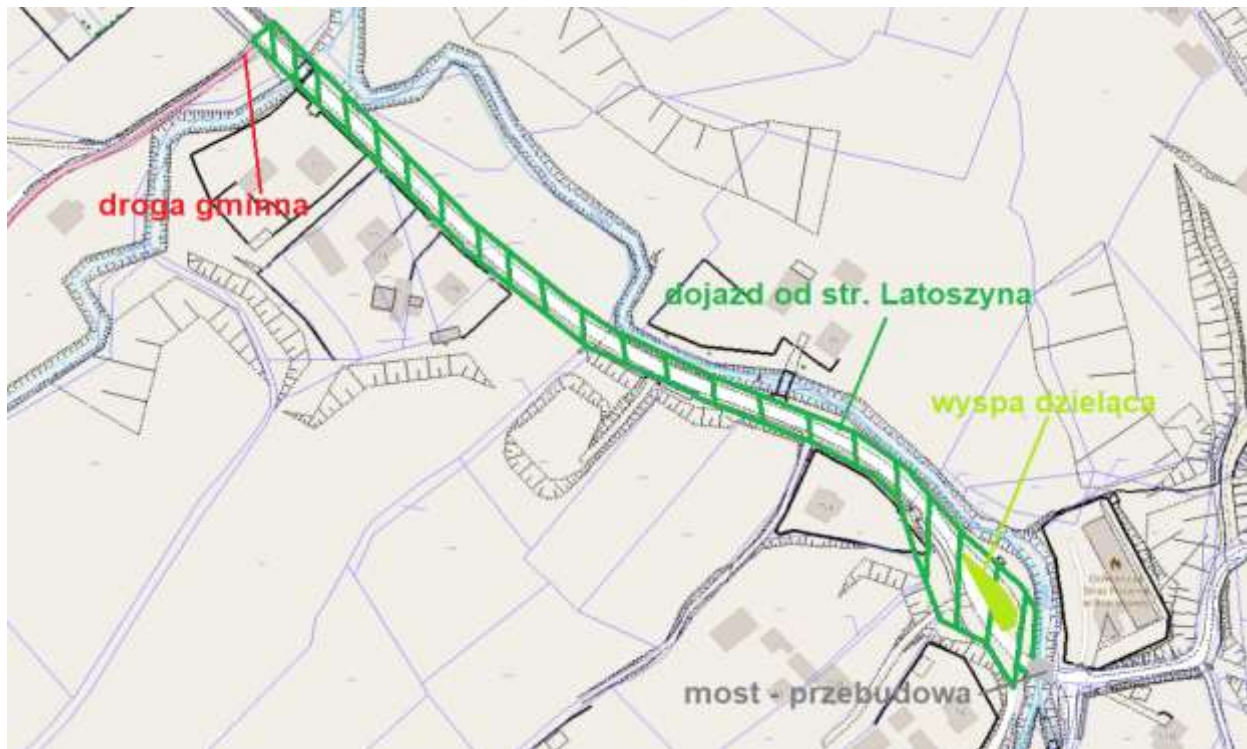 droga gminna
dojazd od str. Latoszyna
wyspa dzieląca
most - przebudowa